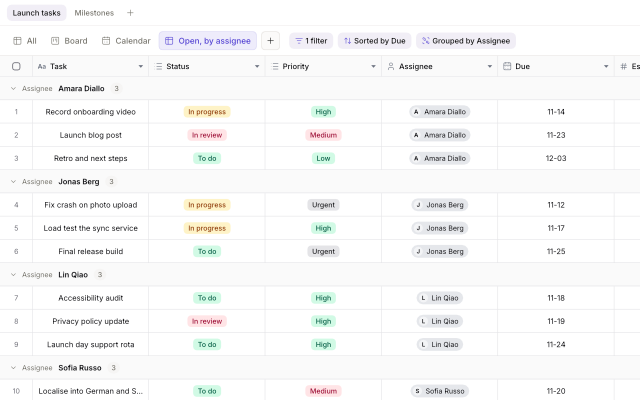 Launch tasks Milestones +
All Board Calendar Open, by assignee + 1 filter Sorted by Due Grouped by Assignee
Aa Task Status Priority Assignee Due # Es
Assignee Amara Diallo 3
1 Record onboarding video In progress High A Amara Diallo 11-14
2 Launch blog post In review Medium A Amara Diallo 11-23
3 Retro and next steps To do Low A Amara Diallo 12-03
Assignee Jonas Berg 3
4 Fix crash on photo upload In progress Urgent J Jonas Berg 11-12
5 Load test the sync service In progress High J Jonas Berg 11-17
6 Final release build To do Urgent J Jonas Berg 11-25
Assignee Lin Qiao 3
7 Accessibility audit To do High L Lin Qiao 11-18
8 Privacy policy update In review High L Lin Qiao 11-19
9 Launch day support rota To do High L Lin Qiao 11-24
Assignee Sofia Russo 3
10 Localise into German and S... To do Medium S Sofia Russo 11-20